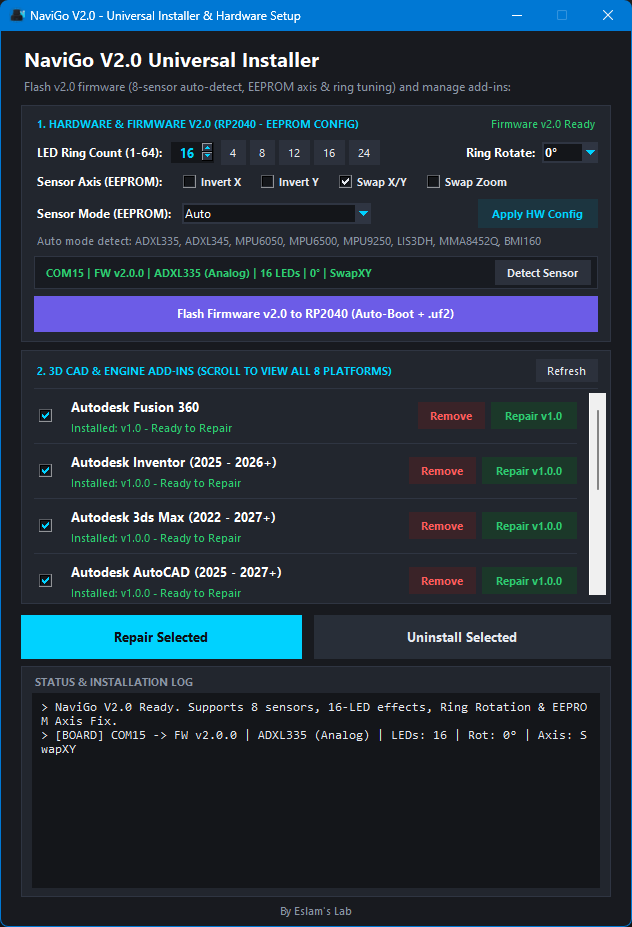 NaviGo V2.0 - Universal Installer & Hardware Setup
NaviGo V2.0 Universal Installer
Flash v2.0 firmware (8-sensor auto-detect, EEPROM axis & ring tuning) and manage add-ins:
1. HARDWARE & FIRMWARE V2.0 (RP2040 - EEPROM CONFIG) Firmware v2.0 Ready
LED Ring Count (1-64): 16 4 8 12 16 24 Ring Rotate: 0°
Sensor Axis (EEPROM): Invert X Invert Y Swap X/Y Swap Zoom
Sensor Mode (EEPROM): Auto Apply HW Config
Auto mode detect: ADXL335, ADXL345, MPU6050, MPU6500, MPU9250, LIS3DH, MMA8452Q, BMI160
COM15 | FW v2.0.0 | ADXL335 (Analog) | 16 LEDs | 0° | SwapXY Detect Sensor
Flash Firmware v2.0 to RP2040 (Auto-Boot + .uf2)
2. 3D CAD & ENGINE ADD-INS (SCROLL TO VIEW ALL 8 PLATFORMS) Refresh
Autodesk Fusion 360
Installed: v1.0 - Ready to Repair
Remove Repair v1.0
Autodesk Inventor (2025 - 2026+)
Installed: v1.0.0 - Ready to Repair
Remove Repair v1.0.0
Autodesk 3ds Max (2022 - 2027+)
Installed: v1.0.0 - Ready to Repair
Remove Repair v1.0.0
Autodesk AutoCAD (2025 - 2027+)
Installed: v1.0.0 - Ready to Repair
Remove Repair v1.0.0
Repair Selected Uninstall Selected
STATUS & INSTALLATION LOG
> NaviGo V2.0 Ready. Supports 8 sensors, 16-LED effects, Ring Rotation & EEPRO
M Axis Fix.
> [BOARD] COM15 -> FW v2.0.0 | ADXL335 (Analog) | LEDs: 16 | Rot: 0° | Axis: S
wapXY
By Eslam's Lab